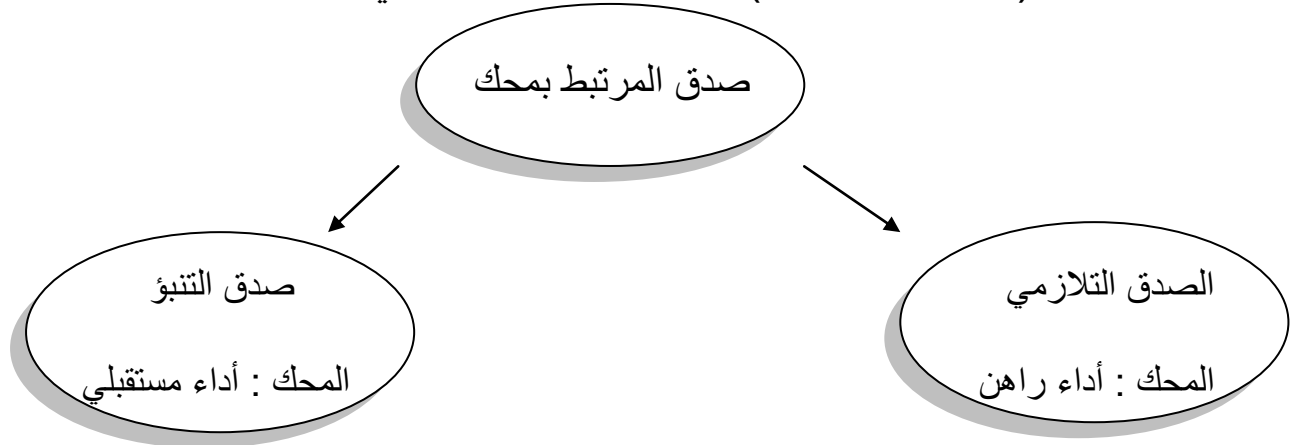 صدق المرتبط بمحك
الصدق التلازمي
المحك : أداء راهن
صدق التنبؤ
المحك : أداء مستقبلي